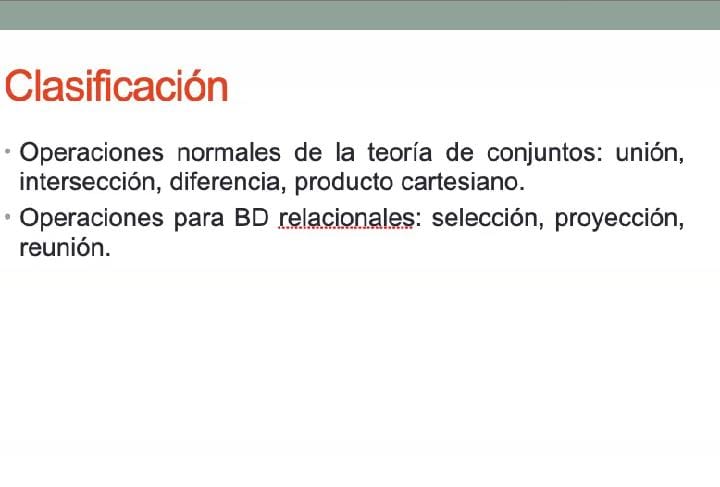 Clasificación
• Operaciones normales de la teoría de conjuntos: unión,
intersección, diferencia, producto cartesiano.
• Operaciones para BD relacionales: selección, proyección,
reunión.